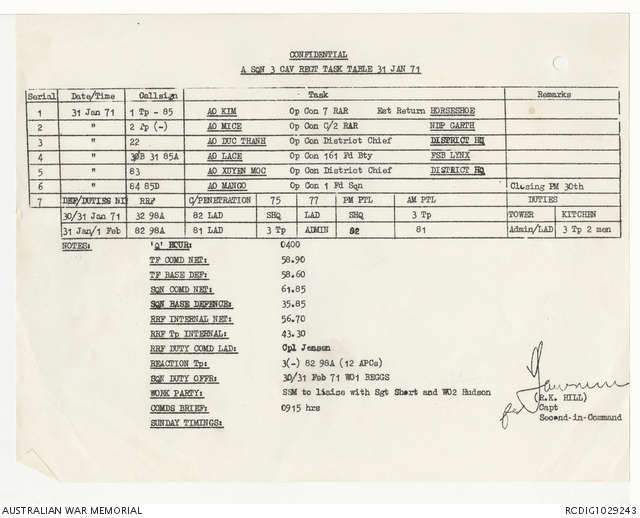 CONFIDENTIAL
A SQN 3 CAV REGT TASK TABLE 31 JAN 71
Serial Date/Time Callsign Task Remarks
1 31 Jan 71 1 Tp - 85 AO KIM Op Con 7 RAR Est Return HORSESHOE
2 " 2 Tp (-) AO MICE Op Con C/2 RAR NDP GARTH
3 " 22 AO DUC THANH Op Con District Chief DISTRICT HQ
4 " 30B 31 85A AO LACE Op Con 161 Fd Bty FSB LYNX
5 " 83 AO XUYEN MOC Op Con District Chief DISTRICT HQ
6 " 84 85D AO MANGO Op Con 1 Fd Sqn Closing PM 30th
7 DEF/DUTIES NI RRF C/PENETRATION 75 77 PM PTL AM PTL DUTIES
30/31 Jan 71 32 98A 82 LAD SHQ LAD SHQ 3 Tp TOWER KITCHEN
31 Jan/1 Feb 82 98A 81 LAD 3 Tp ADMIN 82 81 Admin/LAD 3 Tp 2 men
NOTES: 'Q' HOUR: 0400
TF COMD NET: 58.90
TF BASE DEF: 58.60
SQN COMD NET: 61.85
SQN BASE DEFENCE: 35.85
RRF INTERNAL NET: 56.70
RRF Tp INTERNAL: 43.30
RRF DUTY COMD LAD: Cpl Jensen
REACTION Tp: 3(-) 82 98A (12 APCs)
SQN DUTY OFFR: 30/31 Feb 71 WO1 REGGS
WORK PARTY: SSM to liaise with Sgt Short and WO2 Hudson
COMDS BRIEF: 0915 hrs
SUNDAY TIMINGS:
for
(R.K. HILL)
Capt
Second-in-Command
AUSTRALIAN WAR MEMORIAL RCDIG1029243